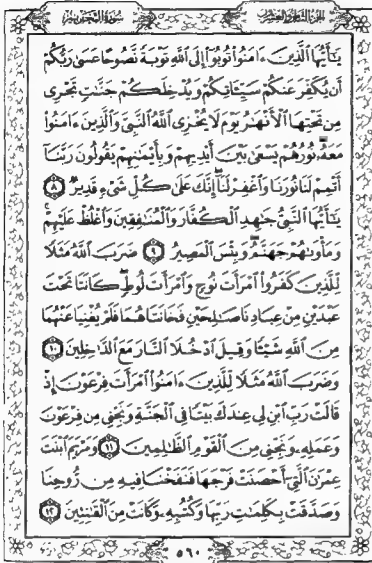 الجزء الثامن والعشرون
سورة التحريم
يَٰٓأَيُّهَا ٱلَّذِينَ ءَامَنُوا۟ تُوبُوٓا۟ إِلَى ٱللَّهِ تَوْبَةً نَّصُوحًا عَسَىٰ رَبُّكُمْ
أَن يُكَفِّرَ عَنكُمْ سَيِّـَٔاتِكُمْ وَيُدْخِلَكُمْ جَنَّٰتٍ تَجْرِى
مِن تَحْتِهَا ٱلْأَنْهَٰرُ يَوْمَ لَا يُخْزِى ٱللَّهُ ٱلنَّبِىَّ وَٱلَّذِينَ ءَامَنُوا۟
مَعَهُۥ نُورُهُمْ يَسْعَىٰ بَيْنَ أَيْدِيهِمْ وَبِأَيْمَٰنِهِمْ يَقُولُونَ رَبَّنَآ
أَتْمِمْ لَنَا نُورَنَا وَٱغْفِرْ لَنَآ إِنَّكَ عَلَىٰ كُلِّ شَىْءٍ قَدِيرٌ ٨
يَٰٓأَيُّهَا ٱلنَّبِىُّ جَٰهِدِ ٱلْكُفَّارَ وَٱلْمُنَٰفِقِينَ وَٱغْلُظْ عَلَيْهِمْ
وَمَأْوَىٰهُمْ جَهَنَّمُ وَبِئْسَ ٱلْمَصِيرُ ٩ ضَرَبَ ٱللَّهُ مَثَلًا
لِّلَّذِينَ كَفَرُوا۟ ٱمْرَأَتَ نُوحٍ وَٱمْرَأَتَ لُوطٍ كَانَتَا تَحْتَ
عَبْدَيْنِ مِنْ عِبَادِنَا صَٰلِحَيْنِ فَخَانَتَاهُمَا فَلَمْ يُغْنِيَا عَنْهُمَا
مِنَ ٱللَّهِ شَيْـًٔا وَقِيلَ ٱدْخُلَا ٱلنَّارَ مَعَ ٱلدَّٰخِلِينَ ١٠
وَضَرَبَ ٱللَّهُ مَثَلًا لِّلَّذِينَ ءَامَنُوا۟ ٱمْرَأَتَ فِرْعَوْنَ إِذْ
قَالَتْ رَبِّ ٱبْنِ لِى عِندَكَ بَيْتًا فِى ٱلْجَنَّةِ وَنَجِّنِى مِن فِرْعَوْنَ
وَعَمَلِهِۦ وَنَجِّنِى مِنَ ٱلْقَوْمِ ٱلظَّٰلِمِينَ ١١ وَمَرْيَمَ ٱبْنَتَ
عِمْرَٰنَ ٱلَّتِىٓ أَحْصَنَتْ فَرْجَهَا فَنَفَخْنَا فِيهِ مِن رُّوحِنَا
وَصَدَّقَتْ بِكَلِمَٰتِ رَبِّهَا وَكُتُبِهِۦ وَكَانَتْ مِنَ ٱلْقَٰنِتِينَ ١٢
٥٦٠